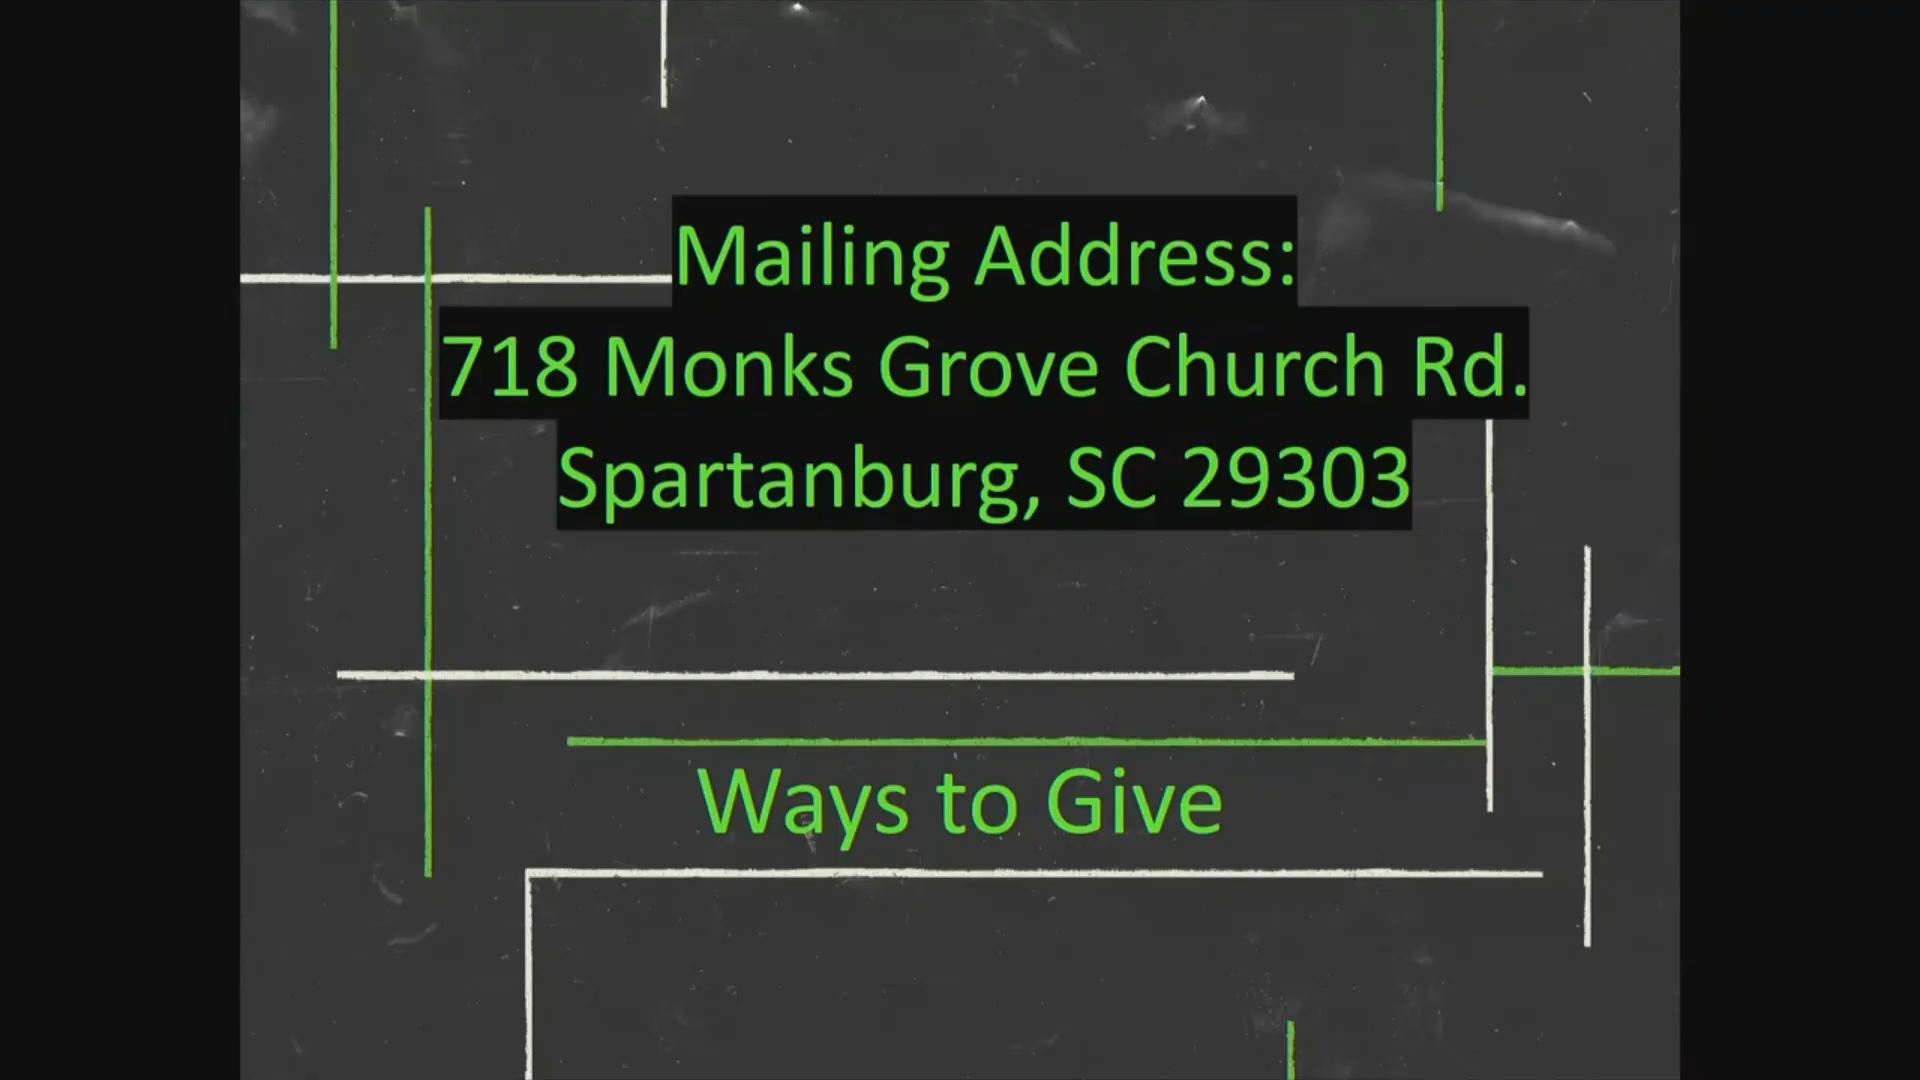 Mailing Address:
718 Monks Grove Church Rd.
Spartanburg, SC 29303
Ways to Give